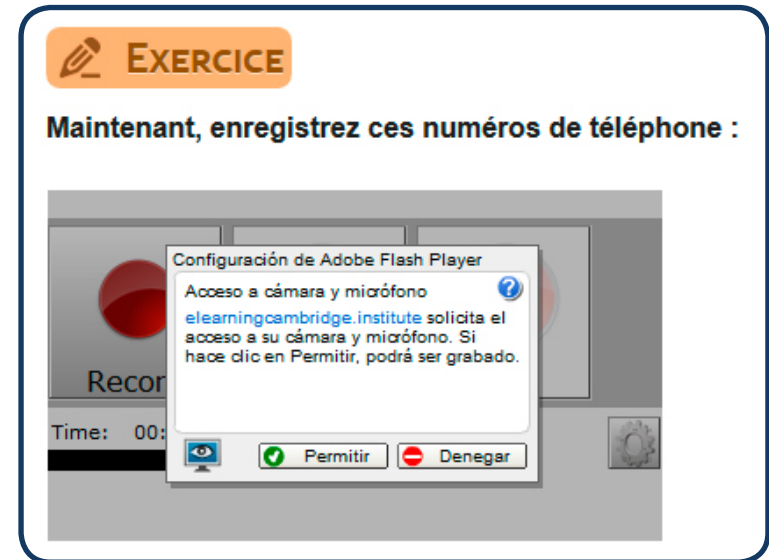 EXERCICE
Maintenant, enregistrez ces numéros de téléphone :
Configuración de Adobe Flash Player
Acceso a cámara y micrófono
elearningcambridge.institute solicita el
acceso a su cámara y micrófono. Si
hace clic en Permitir, podrá ser grabado.
Recor
Time: 00:
Permitir Denegar